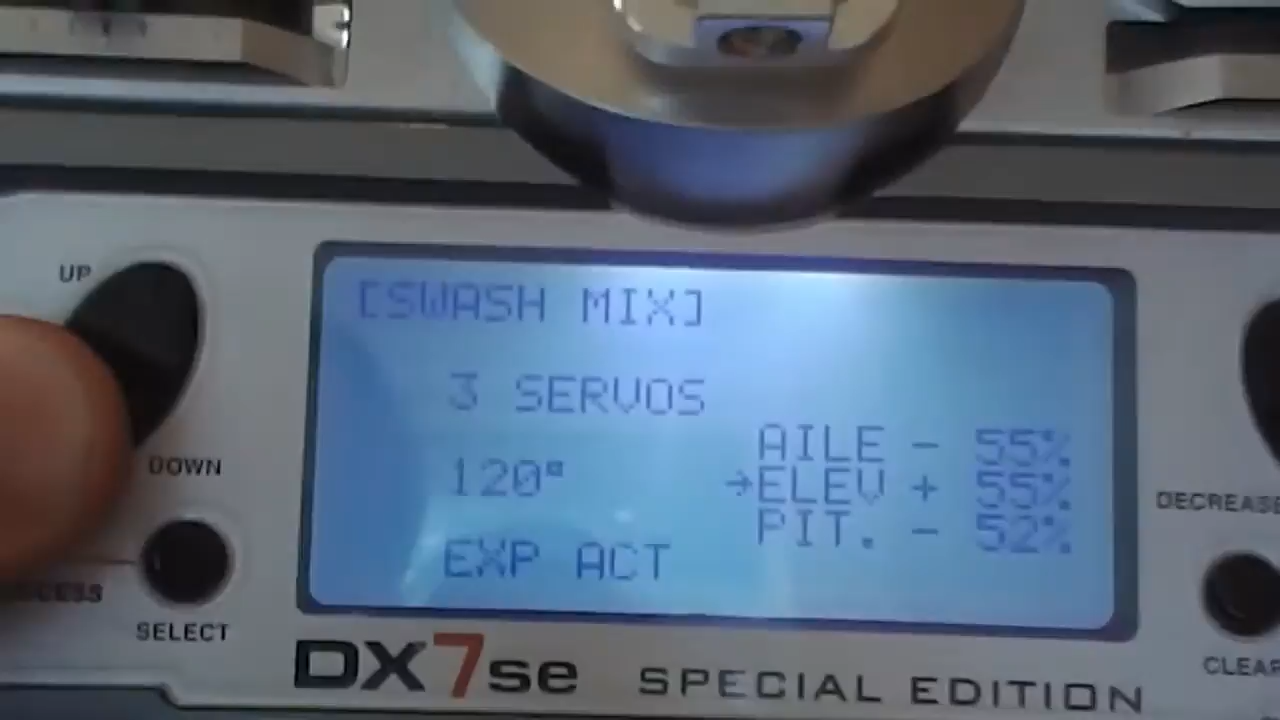 UP
DOWN
SELECT
[SWASH MIX]
3 SERVOS
120°
EXP ACT
AILE - 55%
→ELEV + 55%
PIT. - 52%
DECREASE
CLEAR
DX7se SPECIAL EDITION